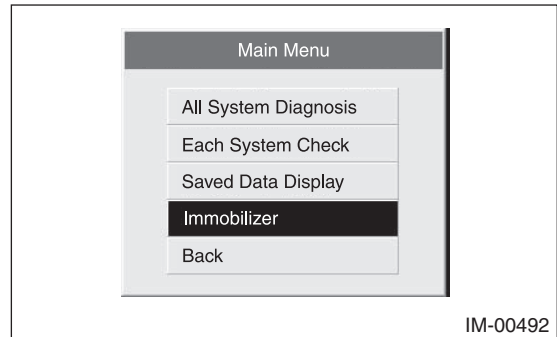 Main Menu
All System Diagnosis
Each System Check
Saved Data Display
Immobilizer
Back
IM-00492